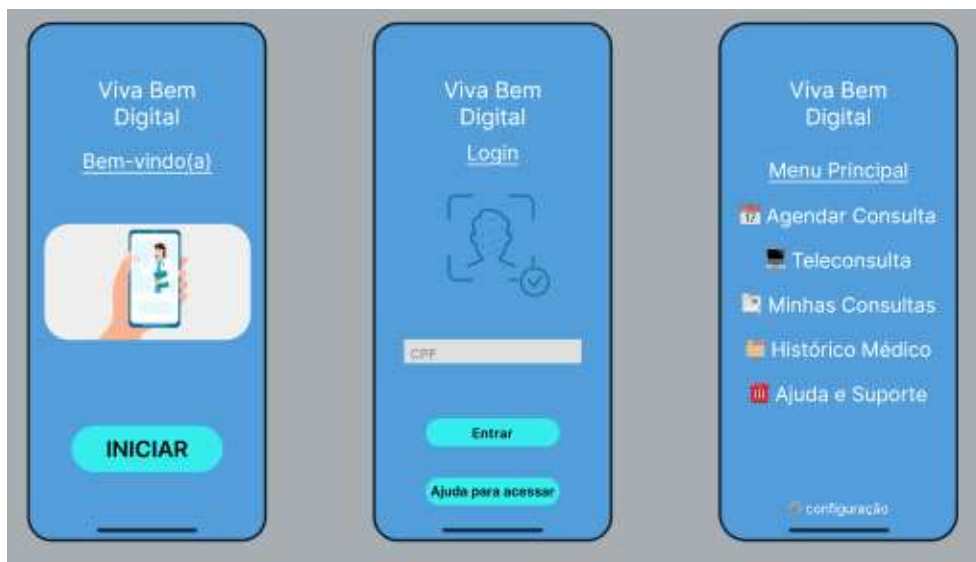 Viva Bem
Digital
Bem-vindo(a)
INICIAR
Viva Bem
Digital
Login
CPF
Entrar
Ajuda para acessar
Viva Bem
Digital
Menu Principal
17 Agendar Consulta
Teleconsulta
Minhas Consultas
Histórico Médico
Ajuda e Suporte
configuração